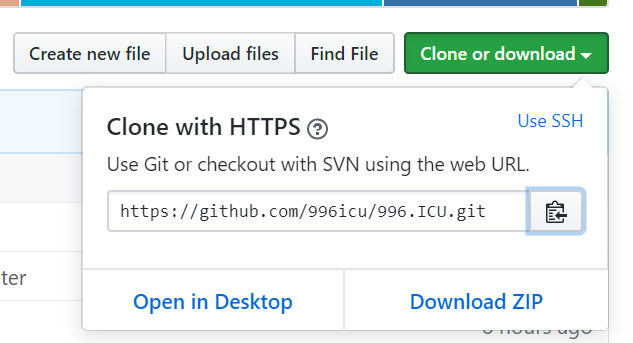 Create new file Upload files Find File Clone or download
Clone with HTTPS ?
Use SSH
Use Git or checkout with SVN using the web URL.
https://github.com/996icu/996.ICU.git
ter
Open in Desktop Download ZIP
hours ago